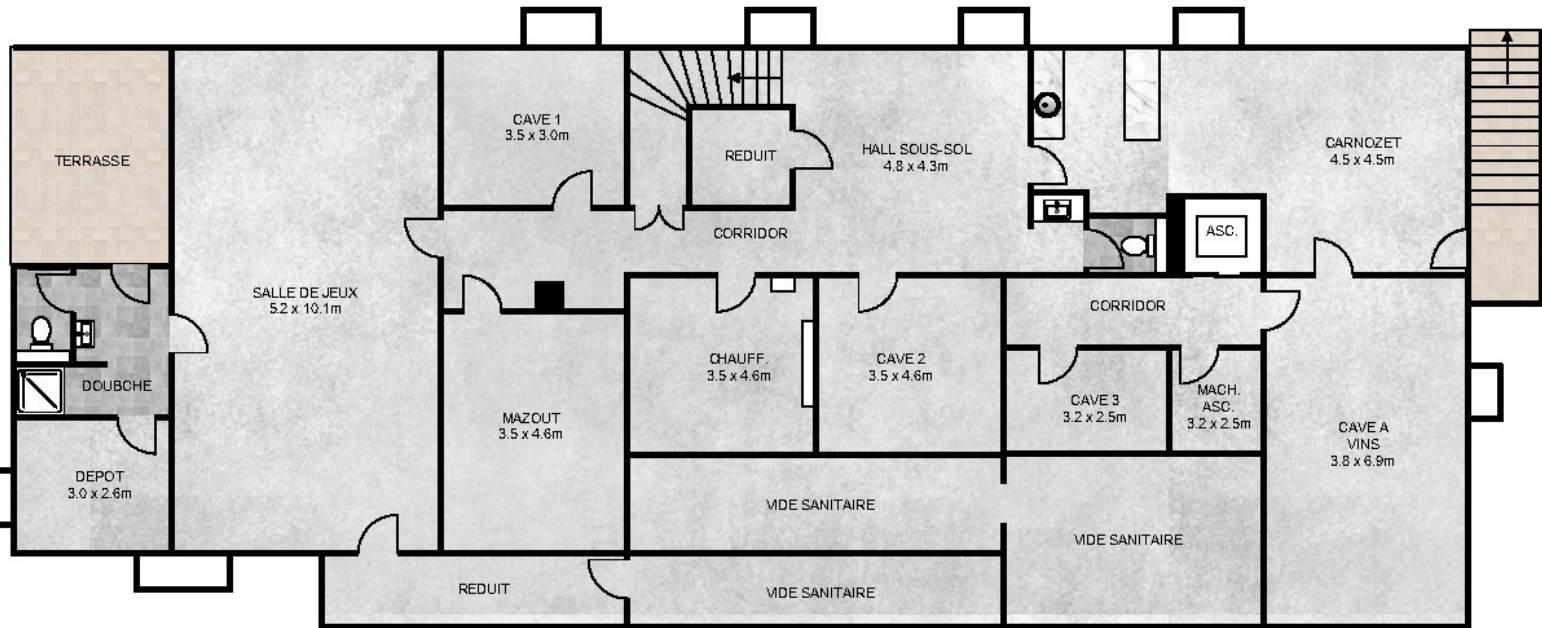 CAVE 1
3.5 x 3.0m
TERRASSE
REDUIT
HALL SOUS-SOL
4.8 x 4.3m
CARNOZET
4.5 x 4.5m
CORRIDOR
ASC.
SALLE DE JEUX
5.2 x 10.1m
CORRIDOR
DOUBCHE
CHAUFF.
3.5 x 4.6m
CAVE 2
3.5 x 4.6m
MAZOUT
3.5 x 4.6m
CAVE 3
3.2 x 2.5m
MACH.
ASC.
3.2 x 2.5m
CAVE A
VINS
3.8 x 6.9m
DEPOT
3.0 x 2.6m
VIDE SANITAIRE
VIDE SANITAIRE
REDUIT
VIDE SANITAIRE